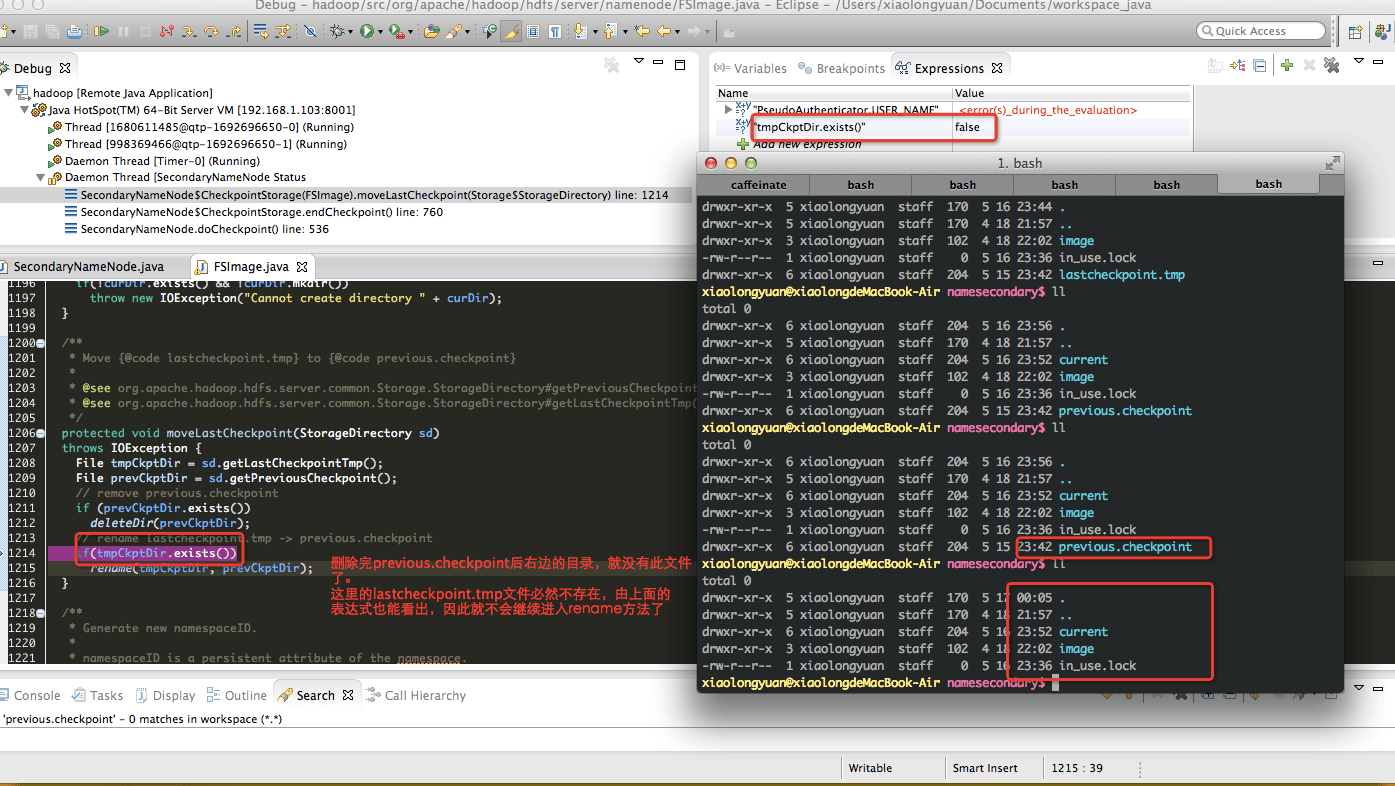 Debug - hadoop/src/org/apache/hadoop/hdfs/server/namenode/FSImage.java - Eclipse - /Users/xiaolongyuan/Documents/workspace_java
Quick Access
Debug
hadoop [Remote Java Application]
Java HotSpot(TM) 64-Bit Server VM [192.168.1.103:8001]
Thread [1680611485@qtp-1692696650-0] (Running)
Thread [998369466@qtp-1692696650-1] (Running)
Daemon Thread [Timer-0] (Running)
Daemon Thread [SecondaryNameNode Status
SecondaryNameNode$CheckpointStorage(FSImage).moveLastCheckpoint(Storage$StorageDirectory) line: 1214
SecondaryNameNode$CheckpointStorage.endCheckpoint() line: 760
SecondaryNameNode.doCheckpoint() line: 536
(x)= Variables Breakpoints Expressions
Name Value
"PseudoAuthenticator.USER_NAME" <error(s)_during_the_evaluation>
"tmpCkptDir.exists()" false
Add new expression
SecondaryNameNode.java FSImage.java
1196 if(!curDir.exists() && !curDir.mkdir())
1197 throw new IOException("Cannot create directory " + curDir);
1198 }
1199
1200 /**
1201 * Move {@code lastcheckpoint.tmp} to {@code previous.checkpoint}
1202 *
1203 * @see org.apache.hadoop.hdfs.server.common.Storage.StorageDirectory#getPreviousCheckpoint
1204 * @see org.apache.hadoop.hdfs.server.common.Storage.StorageDirectory#getLastCheckpointTmp(
1205 */
1206 protected void moveLastCheckpoint(StorageDirectory sd)
1207 throws IOException {
1208 File tmpCkptDir = sd.getLastCheckpointTmp();
1209 File prevCkptDir = sd.getPreviousCheckpoint();
1210 // remove previous.checkpoint
1211 if (prevCkptDir.exists())
1212 deleteDir(prevCkptDir);
1213 // rename lastcheckpoint.tmp -> previous.checkpoint
1214 if(tmpCkptDir.exists())
1215 rename(tmpCkptDir, prevCkptDir);
1216 }
1217
1218 /**
1219 * Generate new namespaceID.
1220 *
1221 * namespaceID is a persistent attribute of the namespace.
删除完previous.checkpoint后右边的目录，就没有此文件
了。
这里的lastcheckpoint.tmp文件必然不存在，由上面的
表达式也能看出，因此就不会继续进入rename方法了
1. bash
caffeinate bash bash bash bash bash
drwxr-xr-x 5 xiaolongyuan staff 170 5 16 23:44 .
drwxr-xr-x 5 xiaolongyuan staff 170 4 18 21:57 ..
drwxr-xr-x 3 xiaolongyuan staff 102 4 18 22:02 image
-rw-r--r-- 1 xiaolongyuan staff 0 5 16 23:36 in_use.lock
drwxr-xr-x 6 xiaolongyuan staff 204 5 15 23:42 lastcheckpoint.tmp
xiaolongyuan@xiaolongdeMacBook-Air namesecondary$ ll
total 0
drwxr-xr-x 6 xiaolongyuan staff 204 5 16 23:56 .
drwxr-xr-x 5 xiaolongyuan staff 170 4 18 21:57 ..
drwxr-xr-x 6 xiaolongyuan staff 204 5 16 23:52 current
drwxr-xr-x 3 xiaolongyuan staff 102 4 18 22:02 image
-rw-r--r-- 1 xiaolongyuan staff 0 5 16 23:36 in_use.lock
drwxr-xr-x 6 xiaolongyuan staff 204 5 15 23:42 previous.checkpoint
xiaolongyuan@xiaolongdeMacBook-Air namesecondary$ ll
total 0
drwxr-xr-x 6 xiaolongyuan staff 204 5 16 23:56 .
drwxr-xr-x 5 xiaolongyuan staff 170 4 18 21:57 ..
drwxr-xr-x 6 xiaolongyuan staff 204 5 16 23:52 current
drwxr-xr-x 3 xiaolongyuan staff 102 4 18 22:02 image
-rw-r--r-- 1 xiaolongyuan staff 0 5 16 23:36 in_use.lock
drwxr-xr-x 6 xiaolongyuan staff 204 5 15 23:42 previous.checkpoint
xiaolongyuan@xiaolongdeMacBook-Air namesecondary$ ll
total 0
drwxr-xr-x 5 xiaolongyuan staff 170 5 17 00:05 .
drwxr-xr-x 5 xiaolongyuan staff 170 4 18 21:57 ..
drwxr-xr-x 6 xiaolongyuan staff 204 5 16 23:52 current
drwxr-xr-x 3 xiaolongyuan staff 102 4 18 22:02 image
-rw-r--r-- 1 xiaolongyuan staff 0 5 16 23:36 in_use.lock
xiaolongyuan@xiaolongdeMacBook-Air namesecondary$
Console Tasks Display Outline Search Call Hierarchy
'previous.checkpoint' - 0 matches in workspace (*.*)
Writable Smart Insert 1215 : 39